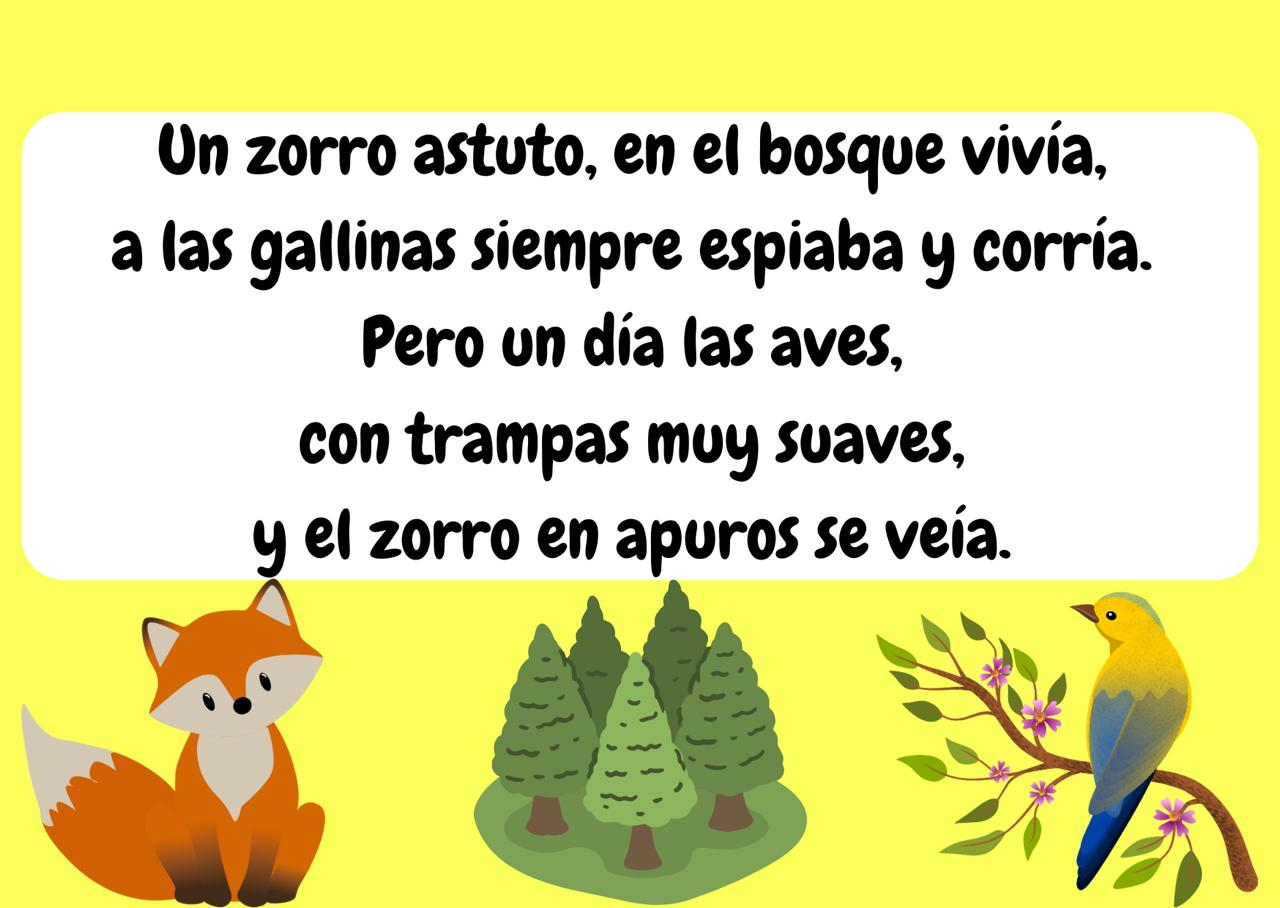 Un zorro astuto, en el bosque vivía,
a las gallinas siempre espiaba y corría.
Pero un día las aves,
con trampas muy suaves,
y el zorro en apuros se veía.